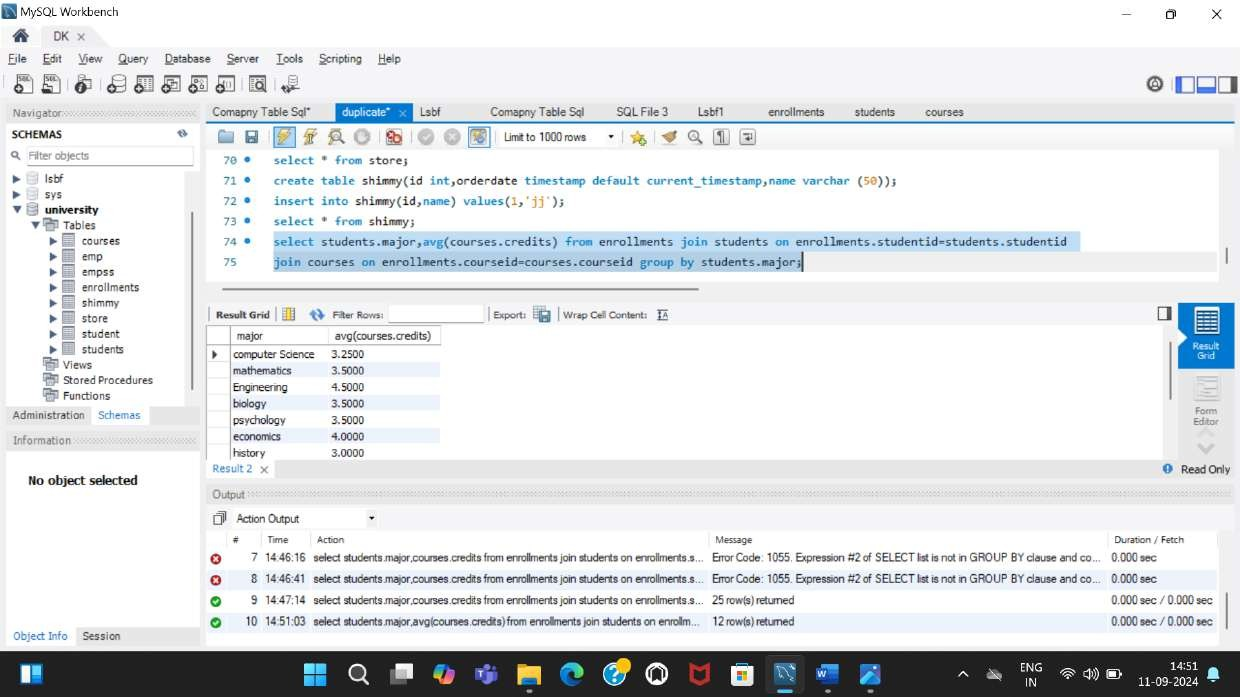 MySQL Workbench
DK
File Edit View Query Database Server Tools Scripting Help
Navigator
SCHEMAS
Filter objects
lsbf
sys
university
Tables
courses
emp
empss
enrollments
shimmy
store
student
students
Views
Stored Procedures
Functions
Administration Schemas
Information
No object selected
Object Info Session
Comapny Table Sql* duplicate* Lsbf Comapny Table Sql SQL File 3 Lsbf1 enrollments students courses
Limit to 1000 rows
70 select * from store;
71 create table shimmy(id int,orderdate timestamp default current_timestamp,name varchar (50));
72 insert into shimmy(id,name) values(1,'jj');
73 select * from shimmy;
74 select students.major,avg(courses.credits) from enrollments join students on enrollments.studentid=students.studentid
75 join courses on enrollments.courseid=courses.courseid group by students.major;
Result Grid Filter Rows: Export: Wrap Cell Content:
major avg(courses.credits)
computer Science 3.2500
mathematics 3.5000
Engineering 4.5000
biology 3.5000
psychology 3.5000
economics 4.0000
history 3.0000
Result
Grid
Form
Editor
Result 2 Read Only
Output
Action Output
# Time Action Message Duration / Fetch
7 14:46:16 select students.major,courses.credits from enrollments join students on enrollments.s... Error Code: 1055. Expression #2 of SELECT list is not in GROUP BY clause and co... 0.000 sec
8 14:46:41 select students.major,courses.credits from enrollments join students on enrollments.s... Error Code: 1055. Expression #2 of SELECT list is not in GROUP BY clause and co... 0.000 sec
9 14:47:14 select students.major,courses.credits from enrollments join students on enrollments.s... 25 row(s) returned 0.000 sec / 0.000 sec
10 14:51:03 select students.major,avg(courses.credits) from enrollments join students on enrollm... 12 row(s) returned 0.000 sec / 0.000 sec
ENG
IN
14:51
11-09-2024